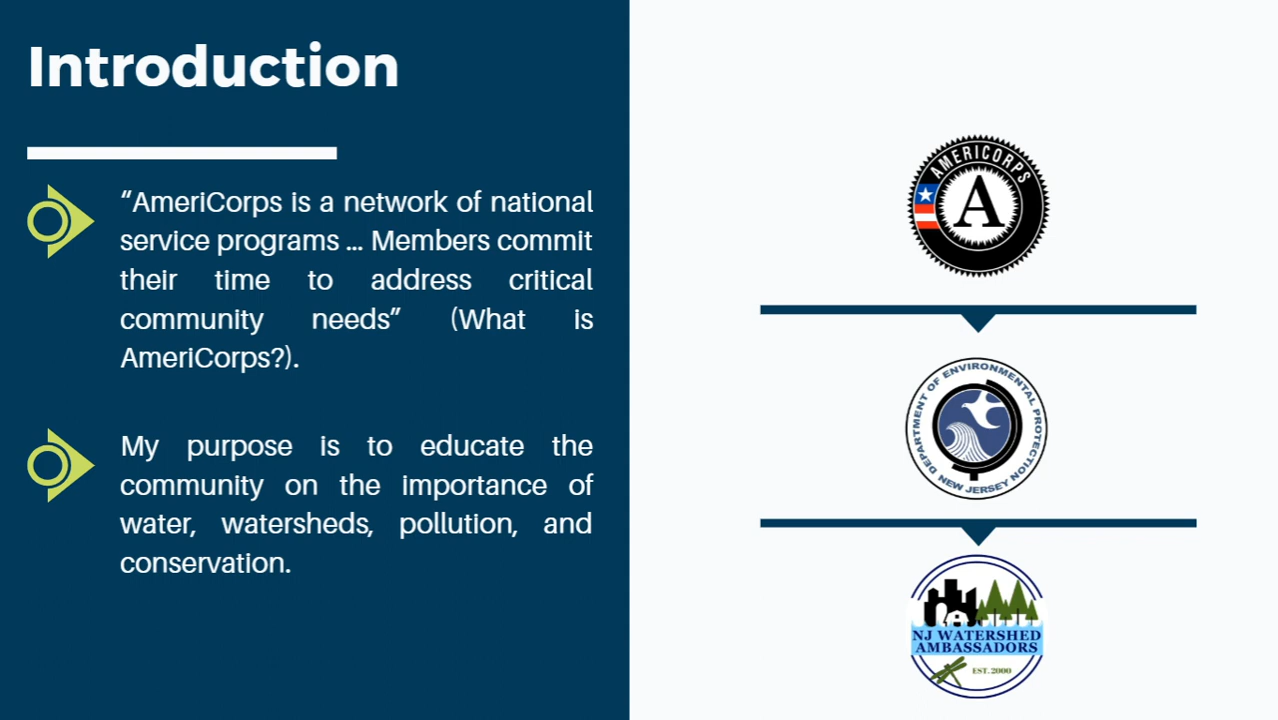 Introduction
“AmeriCorps is a network of national
service programs ... Members commit
their time to address critical
community needs” (What is
AmeriCorps?).
My purpose is to educate the
community on the importance of
water, watersheds, pollution, and
conservation.
AMERICORPS
A
DEPARTMENT OF ENVIRONMENTAL PROTECTION
NEW JERSEY
NJ WATERSHED
AMBASSADORS
EST. 2000